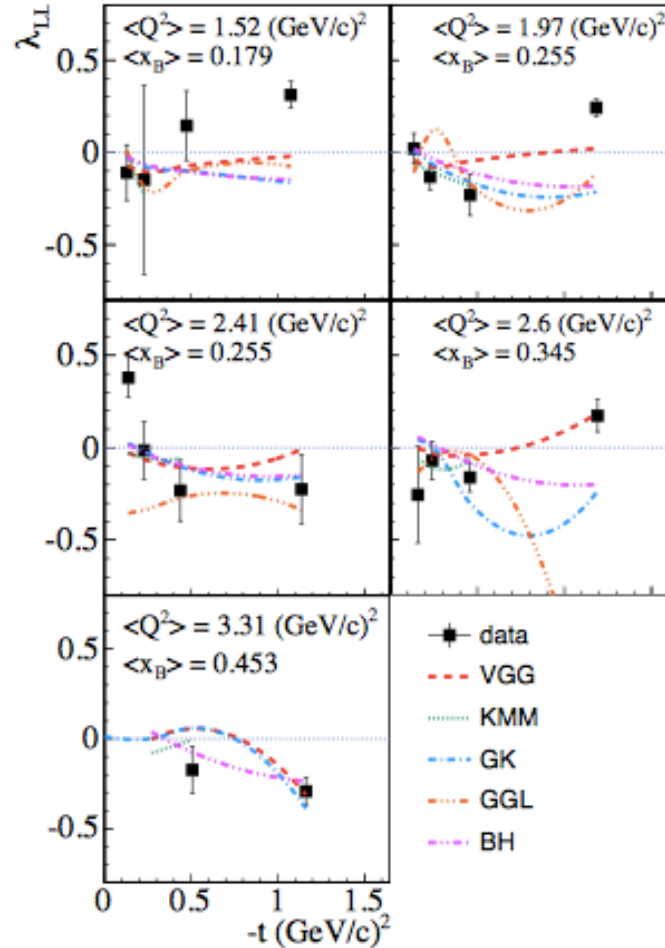 λ_LL
<Q²> = 1.52 (GeV/c)²
<x_B> = 0.179
<Q²> = 1.97 (GeV/c)²
<x_B> = 0.255
0.5
0
-0.5
<Q²> = 2.41 (GeV/c)²
<x_B> = 0.255
<Q²> = 2.6 (GeV/c)²
<x_B> = 0.345
0.5
0
-0.5
<Q²> = 3.31 (GeV/c)²
<x_B> = 0.453
0.5
0
-0.5
0 0.5 1 1.5
-t (GeV/c)²
data
VGG
KMM
GK
GGL
BH